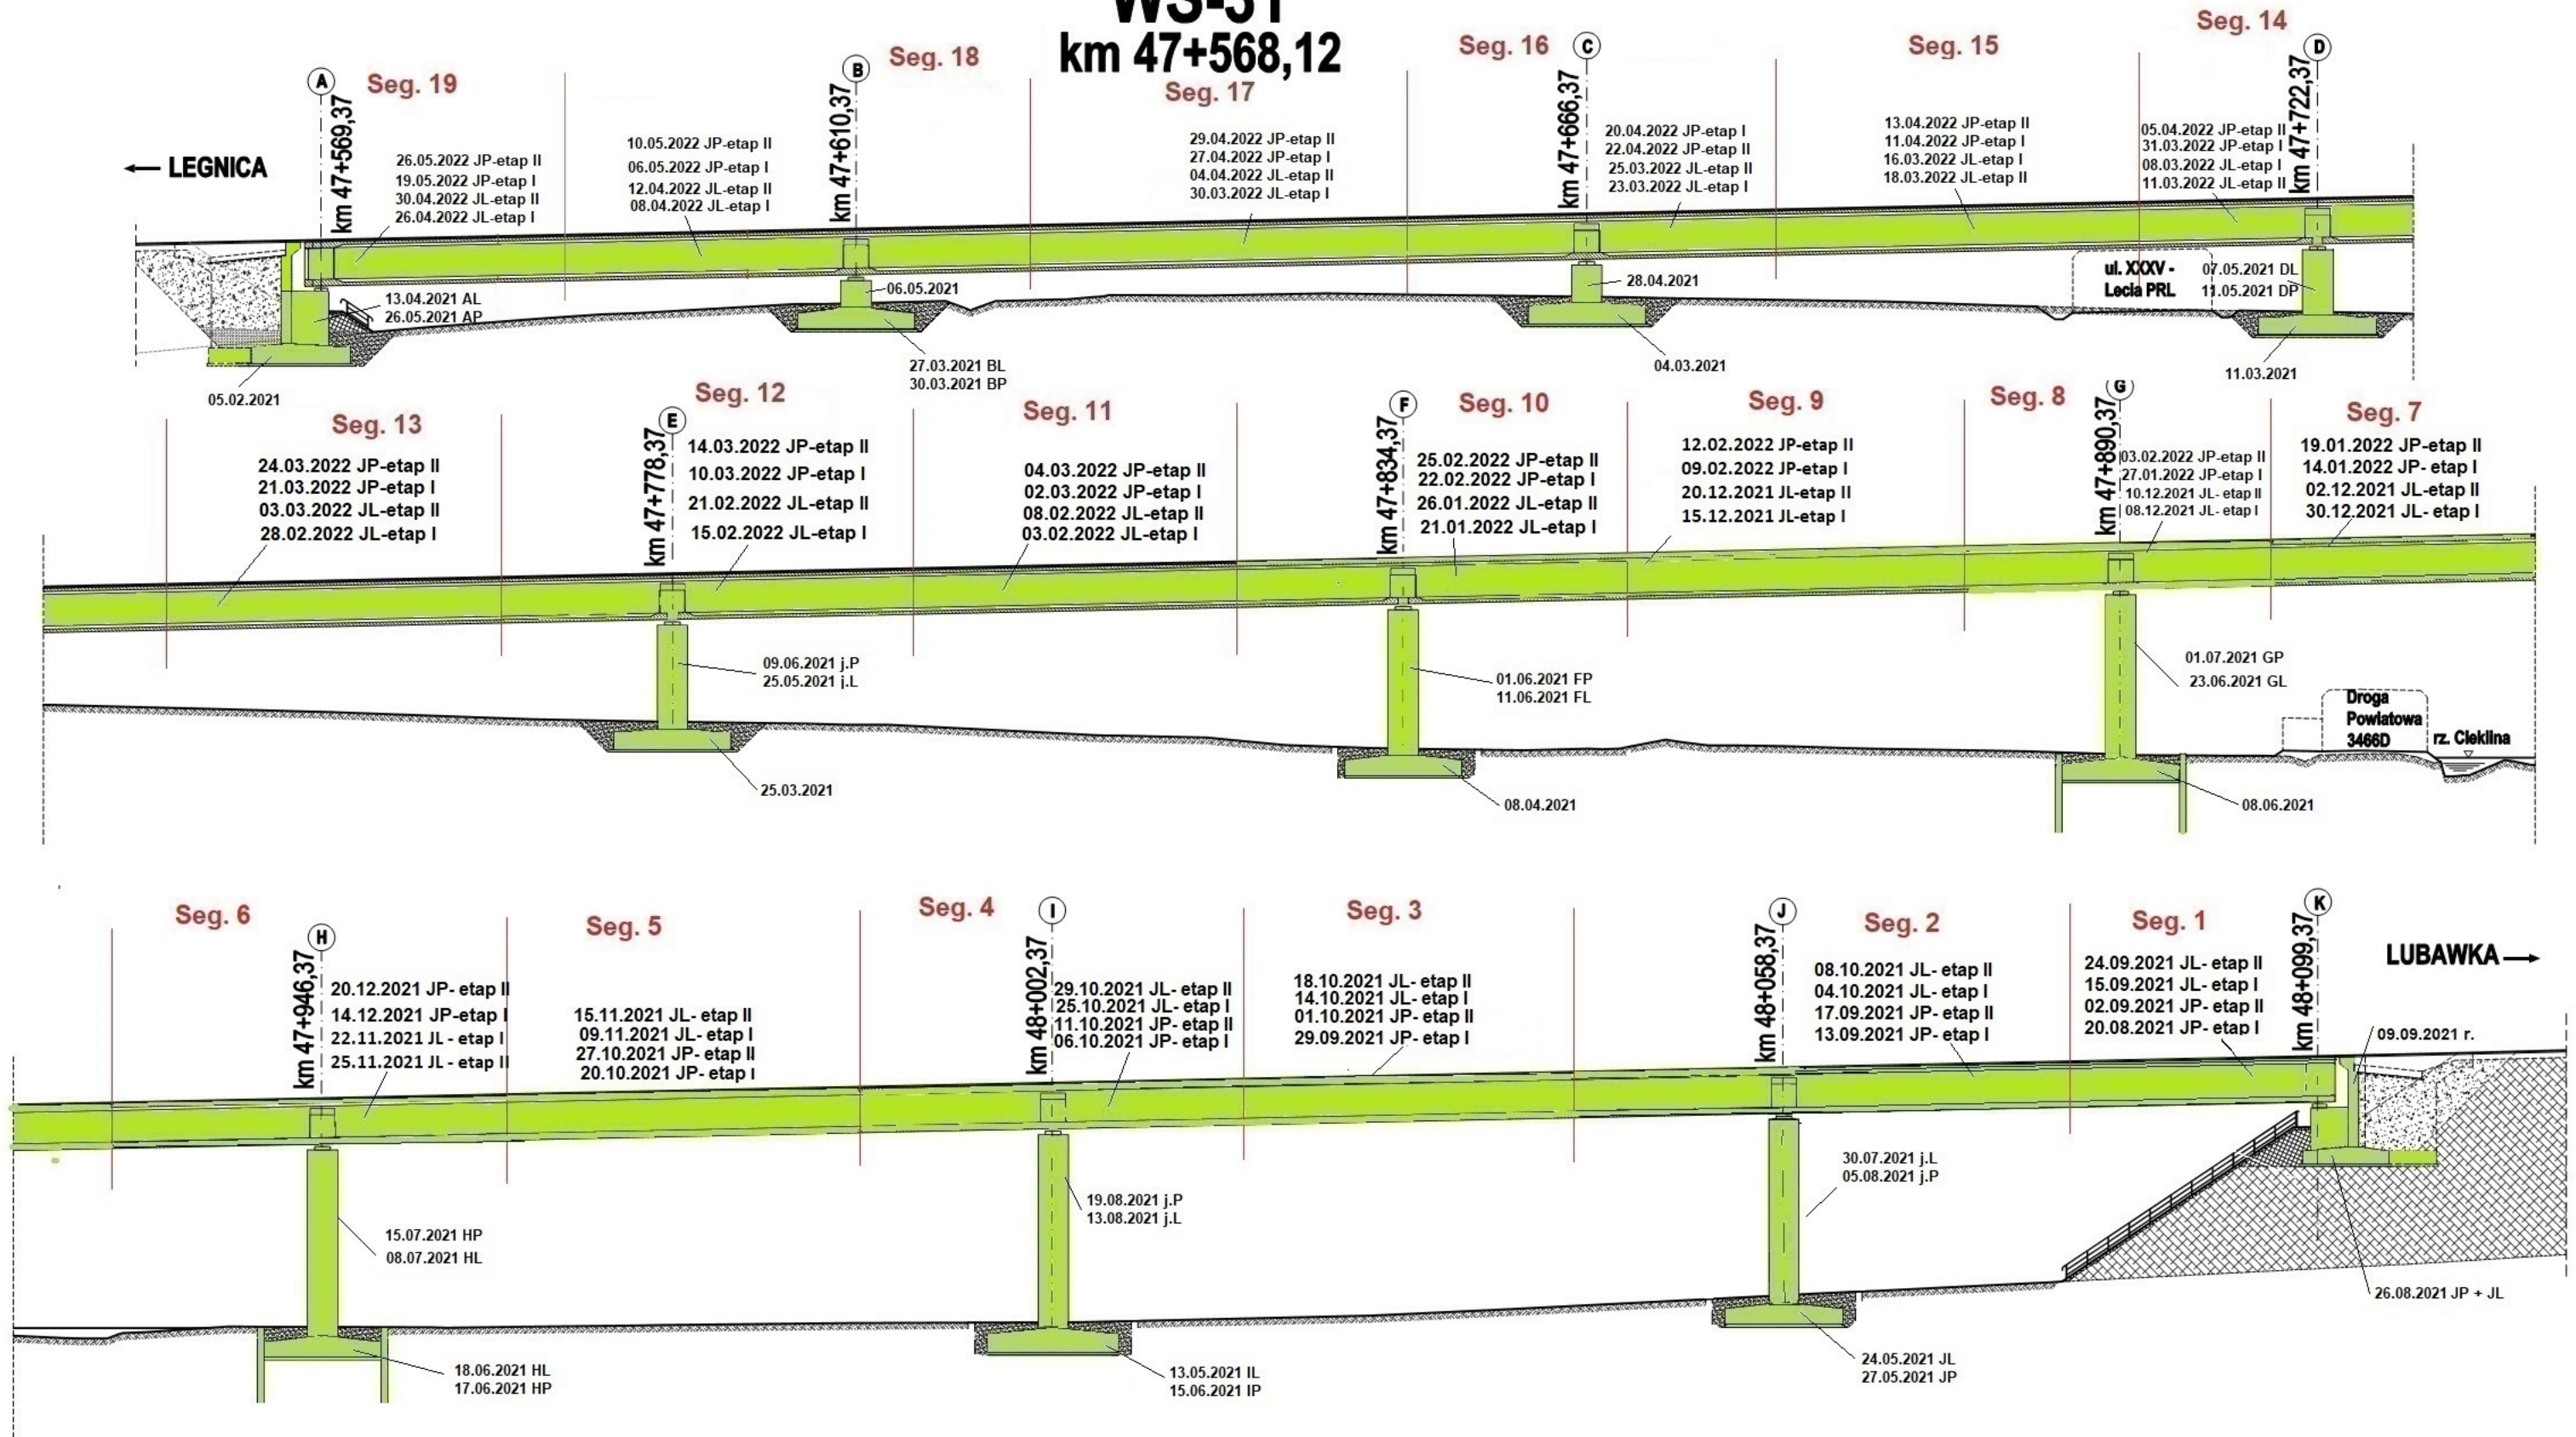 WS-31
km 47+568,12
Seg. 19
Seg. 18
Seg. 17
Seg. 16
Seg. 15
Seg. 14
A
B
C
D
km 47+569,37
km 47+610,37
km 47+666,37
km 47+722,37
← LEGNICA
26.05.2022 JP-etap II
19.05.2022 JP-etap I
30.04.2022 JL-etap II
26.04.2022 JL-etap I
10.05.2022 JP-etap II
06.05.2022 JP-etap I
12.04.2022 JL-etap II
08.04.2022 JL-etap I
29.04.2022 JP-etap II
27.04.2022 JP-etap I
04.04.2022 JL-etap II
30.03.2022 JL-etap I
20.04.2022 JP-etap I
22.04.2022 JP-etap II
25.03.2022 JL-etap II
23.03.2022 JL-etap I
13.04.2022 JP-etap II
11.04.2022 JP-etap I
16.03.2022 JL-etap I
18.03.2022 JL-etap II
05.04.2022 JP-etap II
31.03.2022 JP-etap I
08.03.2022 JL-etap I
11.03.2022 JL-etap II
13.04.2021 AL
26.05.2021 AP
05.02.2021
06.05.2021
27.03.2021 BL
30.03.2021 BP
28.04.2021
04.03.2021
ul. XXXV -
Lecia PRL
07.05.2021 DL
11.05.2021 DP
11.03.2021
Seg. 13
Seg. 12
Seg. 11
Seg. 10
Seg. 9
Seg. 8
Seg. 7
E
F
G
km 47+778,37
km 47+834,37
km 47+890,37
24.03.2022 JP-etap II
21.03.2022 JP-etap I
03.03.2022 JL-etap II
28.02.2022 JL-etap I
14.03.2022 JP-etap II
10.03.2022 JP-etap I
21.02.2022 JL-etap II
15.02.2022 JL-etap I
04.03.2022 JP-etap II
02.03.2022 JP-etap I
08.02.2022 JL-etap II
03.02.2022 JL-etap I
25.02.2022 JP-etap II
22.02.2022 JP-etap I
26.01.2022 JL-etap II
21.01.2022 JL-etap I
12.02.2022 JP-etap II
09.02.2022 JP-etap I
20.12.2021 JL-etap II
15.12.2021 JL-etap I
03.02.2022 JP-etap II
27.01.2022 JP-etap I
10.12.2021 JL- etap II
08.12.2021 JL- etap I
19.01.2022 JP-etap II
14.01.2022 JP- etap I
02.12.2021 JL-etap II
30.12.2021 JL- etap I
09.06.2021 j.P
25.05.2021 j.L
25.03.2021
01.06.2021 FP
11.06.2021 FL
08.04.2021
01.07.2021 GP
23.06.2021 GL
08.06.2021
Droga
Powiatowa
3466D
rz. Cieklina
Seg. 6
Seg. 5
Seg. 4
Seg. 3
Seg. 2
Seg. 1
H
I
J
K
km 47+946,37
km 48+002,37
km 48+058,37
km 48+099,37
LUBAWKA →
20.12.2021 JP- etap II
14.12.2021 JP-etap I
22.11.2021 JL - etap I
25.11.2021 JL - etap II
15.11.2021 JL- etap II
09.11.2021 JL- etap I
27.10.2021 JP- etap II
20.10.2021 JP- etap I
29.10.2021 JL- etap II
25.10.2021 JL- etap I
11.10.2021 JP- etap II
06.10.2021 JP- etap I
18.10.2021 JL- etap II
14.10.2021 JL- etap I
01.10.2021 JP- etap II
29.09.2021 JP- etap I
08.10.2021 JL- etap II
04.10.2021 JL- etap I
17.09.2021 JP- etap II
13.09.2021 JP- etap I
24.09.2021 JL- etap II
15.09.2021 JL- etap I
02.09.2021 JP- etap II
20.08.2021 JP- etap I
09.09.2021 r.
15.07.2021 HP
08.07.2021 HL
18.06.2021 HL
17.06.2021 HP
19.08.2021 j.P
13.08.2021 j.L
13.05.2021 IL
15.06.2021 IP
30.07.2021 j.L
05.08.2021 j.P
24.05.2021 JL
27.05.2021 JP
26.08.2021 JP + JL